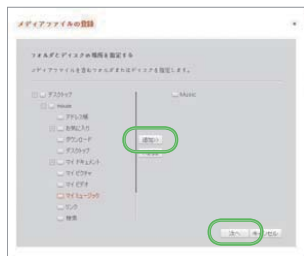 メディアファイルの登録
フォルダとディスクの場所を指定する
メディアファイルを含むフォルダまたはディスクを指定します。
デスクトップ
mouse
アドレス帳
お気に入り
ダウンロード
デスクトップ
マイ ドキュメント
マイ ピクチャ
マイ ビデオ
マイ ミュージック
リンク
検索
Music
追加>>
次へ
キャンセル